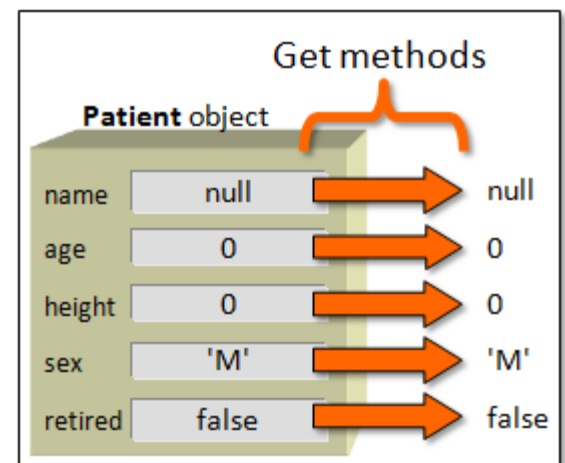 Get methods
Patient object
name null null
age 0 0
height 0 0
sex 'M' 'M'
retired false false